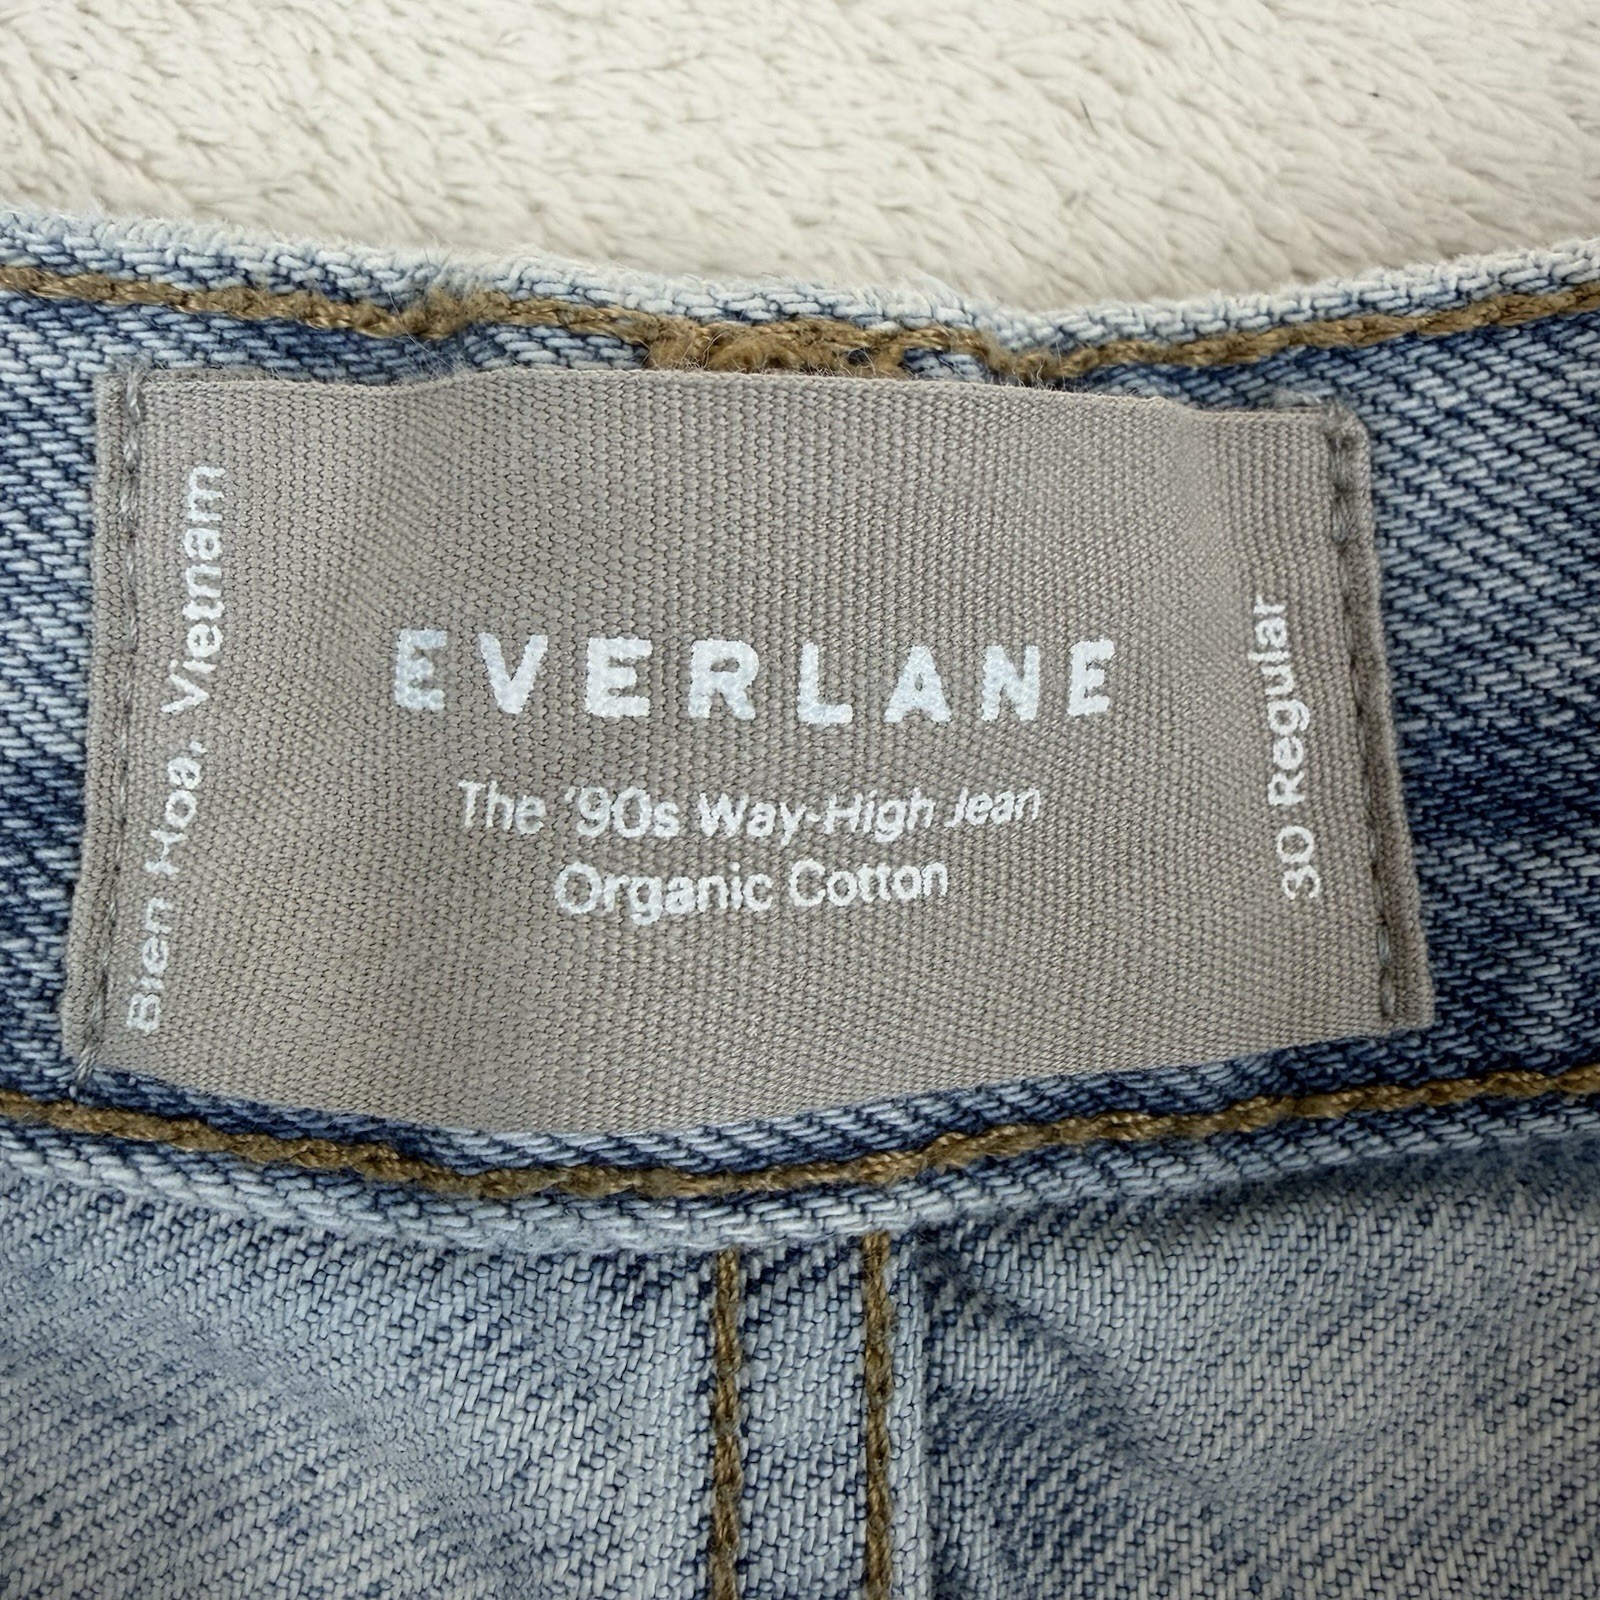 EVERLANE
The '90s Way-High Jean
Organic Cotton
Bien Hoa, Vietnam
30 Regular